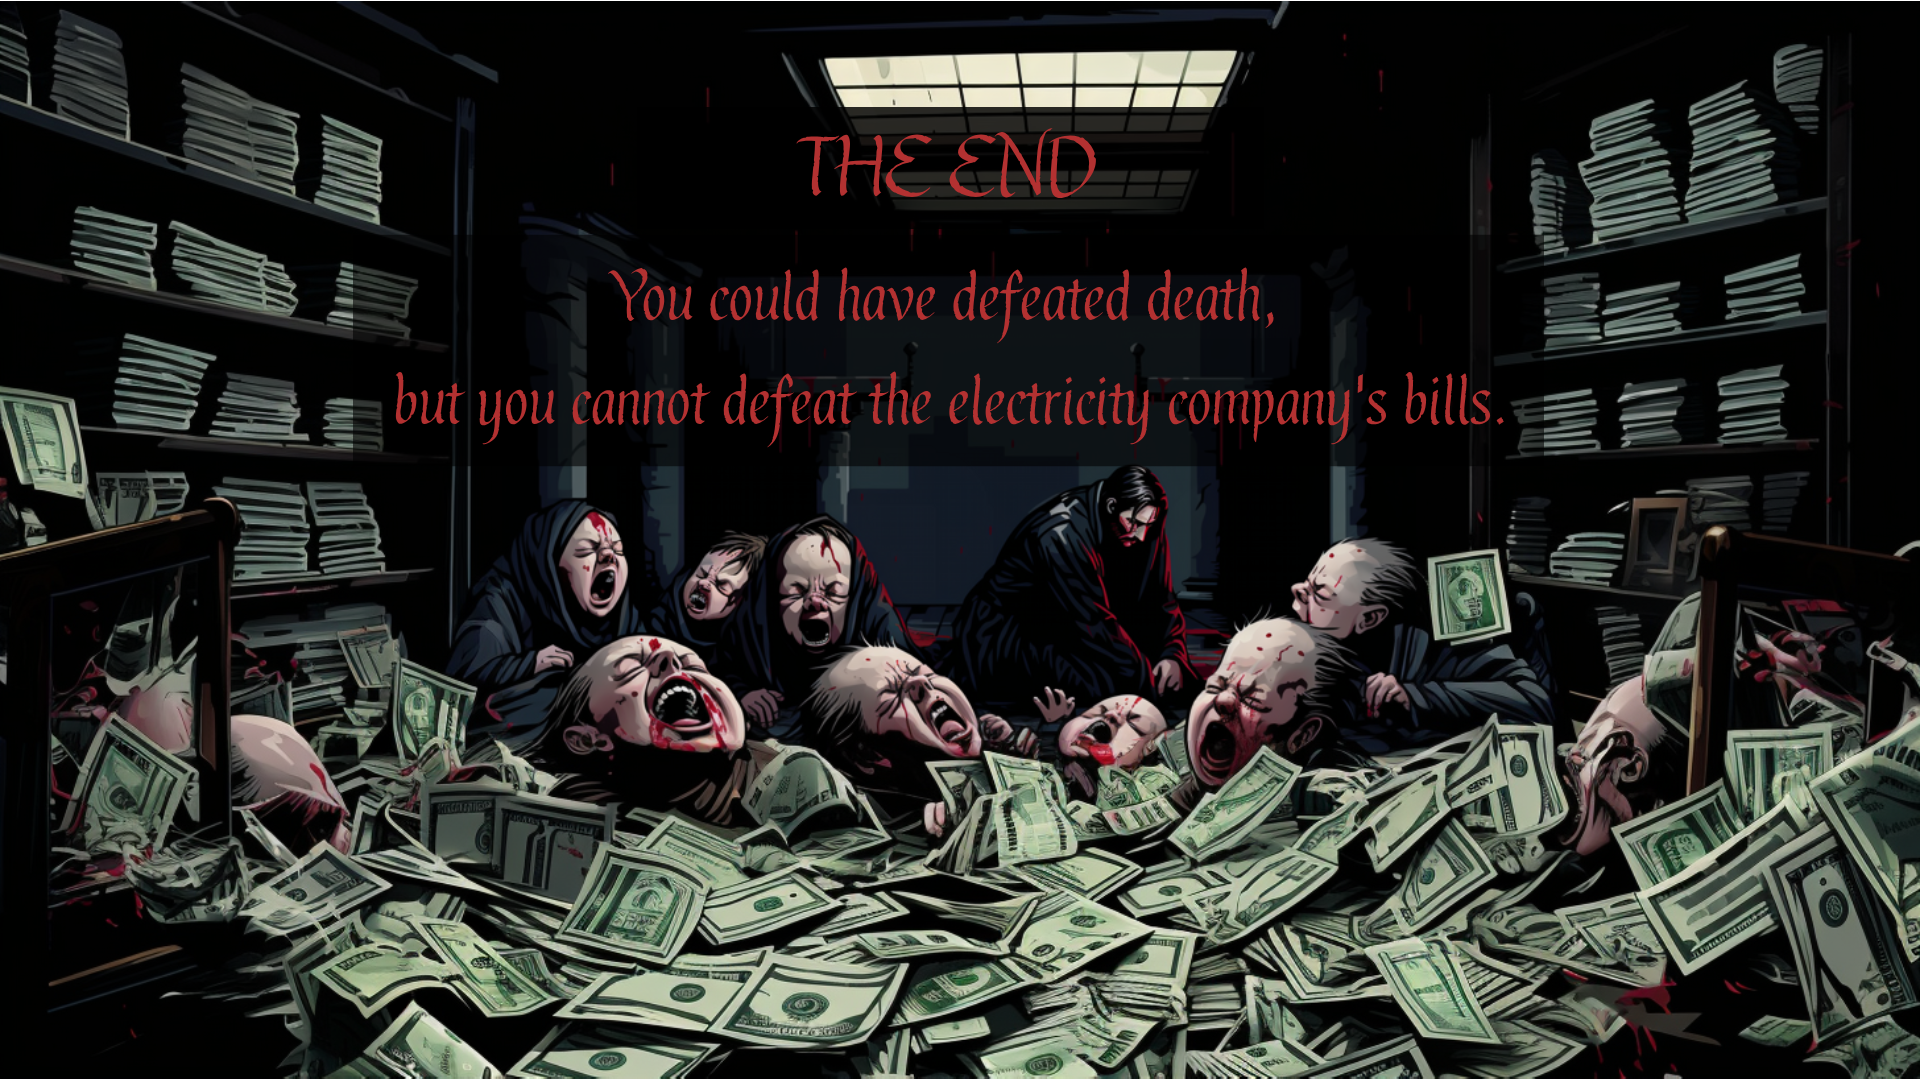 THE END
You could have defeated death,
but you cannot defeat the electricity company's bills.